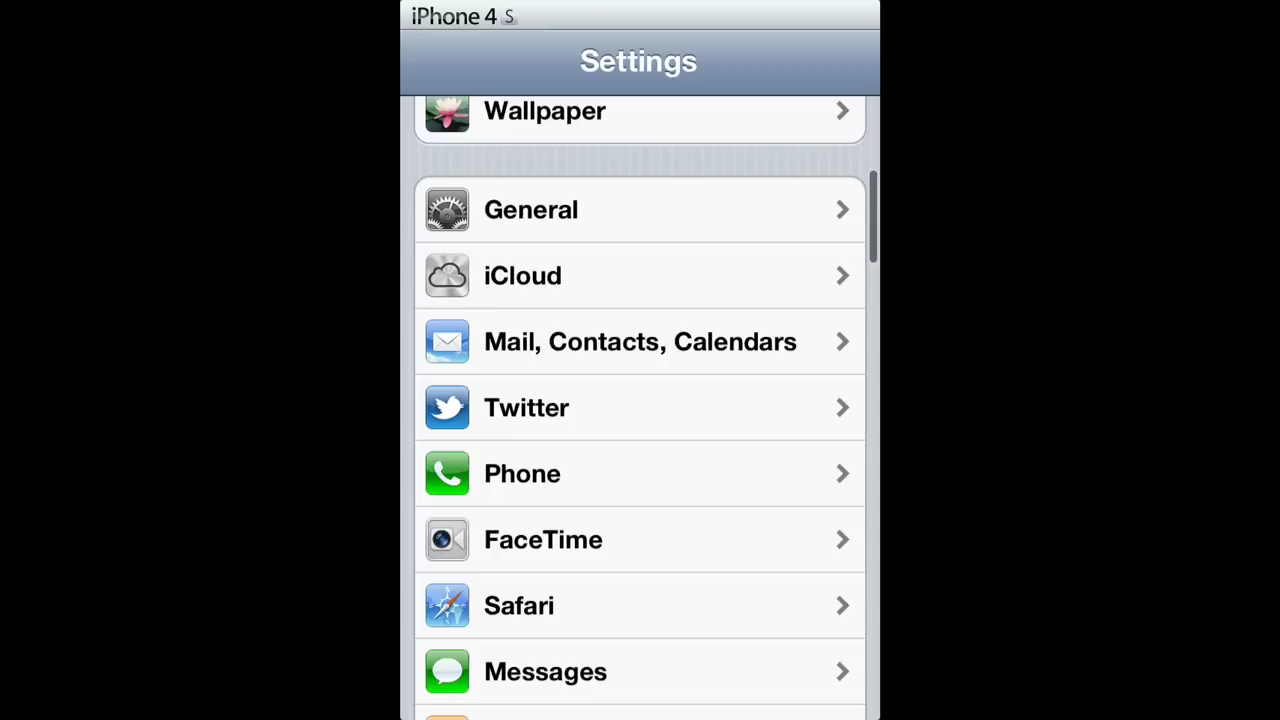 iPhone 4 S
Settings
Wallpaper
General
iCloud
Mail, Contacts, Calendars
Twitter
Phone
FaceTime
Safari
Messages